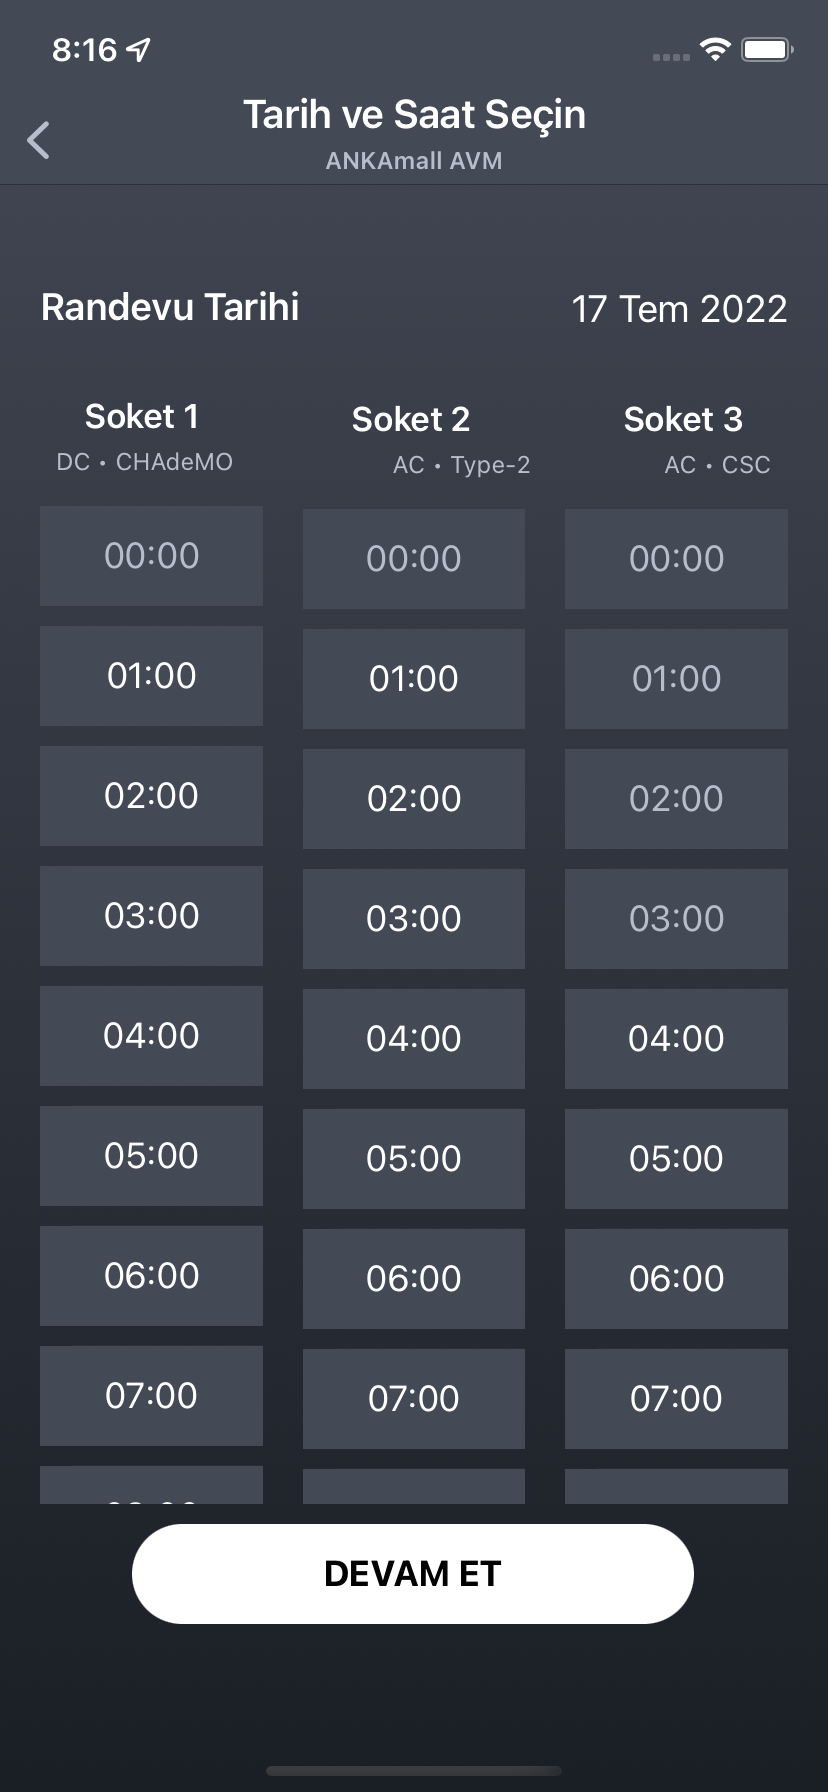 8:16
Tarih ve Saat Seçin
ANKAmall AVM
Randevu Tarihi 17 Tem 2022
Soket 1 Soket 2 Soket 3
DC • CHAdeMO AC • Type-2 AC • CSC
00:00 00:00 00:00
01:00 01:00 01:00
02:00 02:00 02:00
03:00 03:00 03:00
04:00 04:00 04:00
05:00 05:00 05:00
06:00 06:00 06:00
07:00 07:00 07:00
DEVAM ET